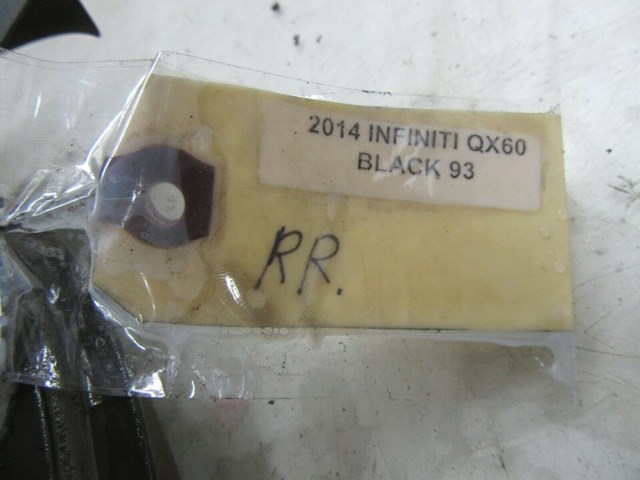 2014 INFINITI QX60
BLACK 93
RR.